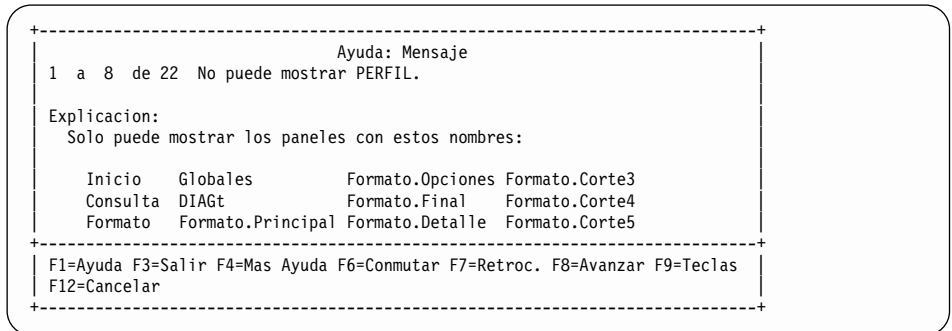 Ayuda: Mensaje
1 a 8 de 22 No puede mostrar PERFIL.
Explicacion:
Solo puede mostrar los paneles con estos nombres:
Inicio Globales Formato.Opciones Formato.Corte3
Consulta DIAGt Formato.Final Formato.Corte4
Formato Formato.Principal Formato.Detalle Formato.Corte5
F1=Ayuda F3=Salir F4=Mas Ayuda F6=Conmutar F7=Retroc. F8=Avanzar F9=Teclas
F12=Cancelar